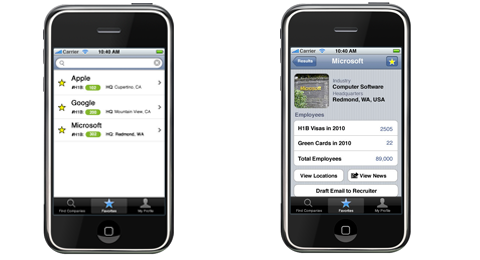 Carrier 10:40 AM
Apple
#H1B: HQ: Cupertino, CA
Google
#H1B: HQ: Mountain View, CA
Microsoft
#H1B: HQ: Redmond, WA
Find Companies Favorites My Profile
Carrier 10:40 AM
Results Microsoft
Industry
Computer Software
Headquarters
Redmond, WA, USA
Microsoft
Employees
H1B Visas in 2010 2505
Green Cards in 2010 22
Total Employees 89,000
View Locations View News
Draft Email to Recruiter
Find Companies Favorites My Profile